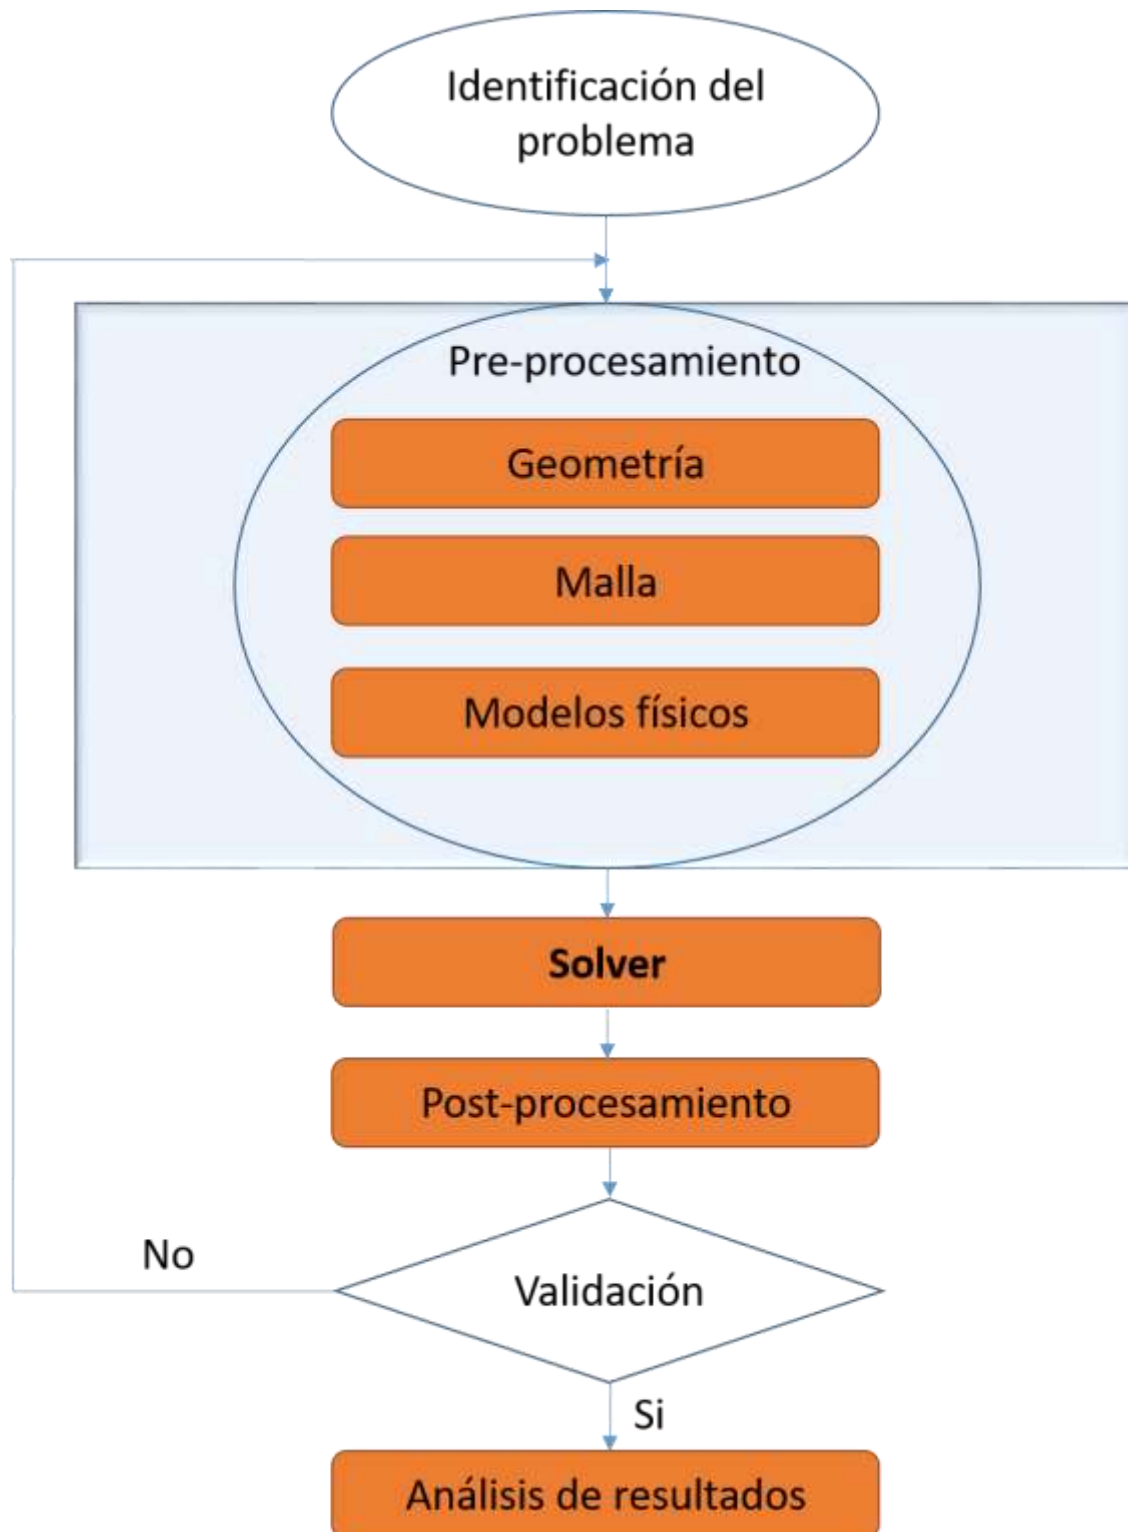 Identificación del
problema
Pre-procesamiento
Geometría
Malla
Modelos físicos
Solver
Post-procesamiento
No
Validación
Si
Análisis de resultados